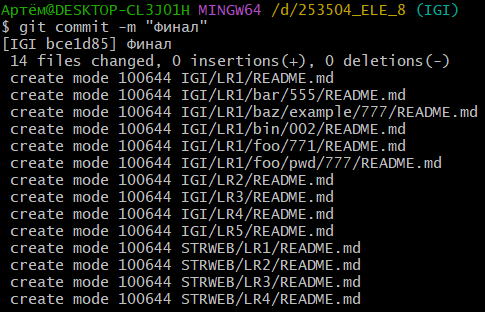 Артём@DESKTOP-CL3JO1H MINGW64 /d/253504_ELE_8 (IGI)
$ git commit -m "Финал"
[IGI bce1d85] Финал
 14 files changed, 0 insertions(+), 0 deletions(-)
 create mode 100644 IGI/LR1/README.md
 create mode 100644 IGI/LR1/bar/555/README.md
 create mode 100644 IGI/LR1/baz/example/777/README.md
 create mode 100644 IGI/LR1/bin/002/README.md
 create mode 100644 IGI/LR1/foo/771/README.md
 create mode 100644 IGI/LR1/foo/pwd/777/README.md
 create mode 100644 IGI/LR2/README.md
 create mode 100644 IGI/LR3/README.md
 create mode 100644 IGI/LR4/README.md
 create mode 100644 IGI/LR5/README.md
 create mode 100644 STRWEB/LR1/README.md
 create mode 100644 STRWEB/LR2/README.md
 create mode 100644 STRWEB/LR3/README.md
 create mode 100644 STRWEB/LR4/README.md